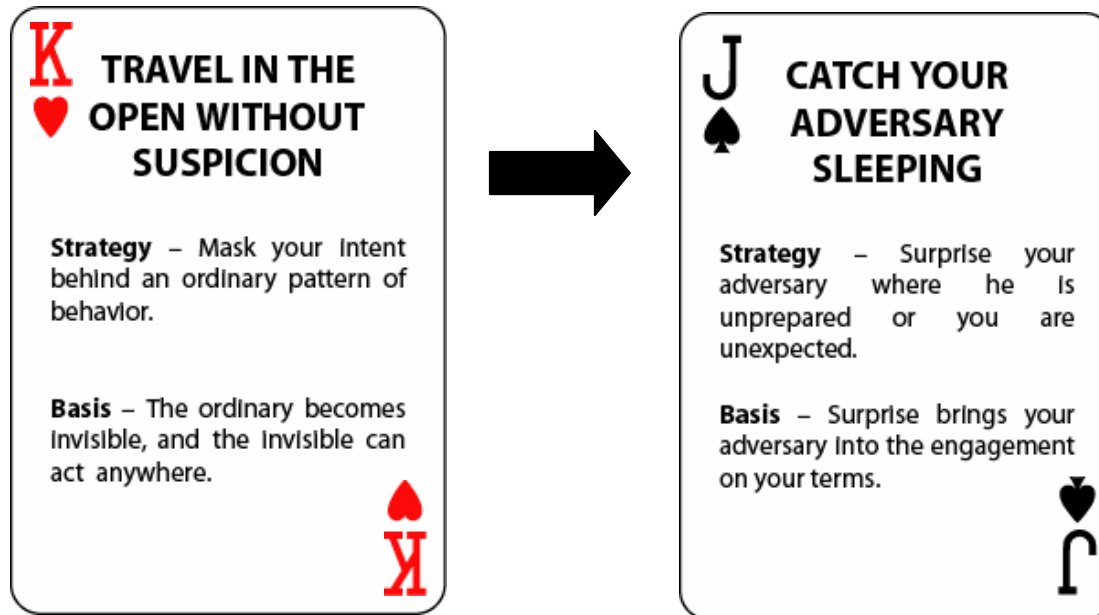 K
TRAVEL IN THE
OPEN WITHOUT
SUSPICION
Strategy – Mask your intent
behind an ordinary pattern of
behavior.
Basis – The ordinary becomes
invisible, and the invisible can
act anywhere.
K
J
CATCH YOUR
ADVERSARY
SLEEPING
Strategy – Surprise your
adversary where he is
unprepared or you are
unexpected.
Basis – Surprise brings your
adversary into the engagement
on your terms.
J